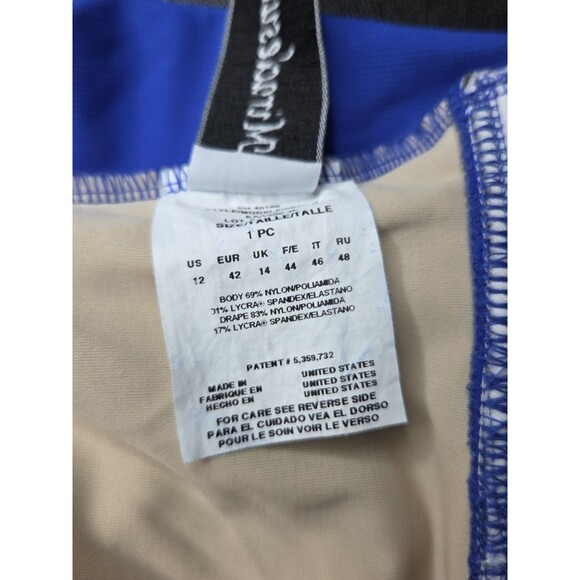 SIZE/TAILLE/TALLE
1 PC
US EUR UK F/E IT RU
12 42 14 44 46 48
BODY 69% NYLON/POLIAMIDA
31% LYCRA® SPANDEX/ELASTANO
DRAPE 83% NYLON/POLIAMIDA
17% LYCRA® SPANDEX/ELASTANO
PATENT # 5,359,732
MADE IN UNITED STATES
FABRIQUE EN UNITED STATES
HECHO EN UNITED STATES
FOR CARE SEE REVERSE SIDE
PARA EL CUIDADO VEA EL DORSO
POUR LE SOIN VOIR LE VERSO